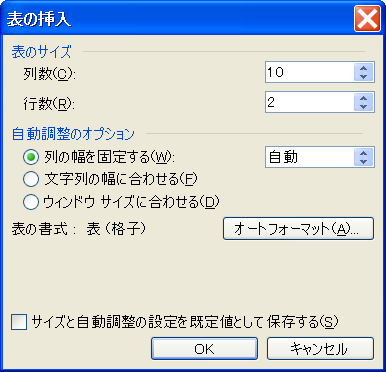 表の挿入
表のサイズ
列数(C): 10
行数(R): 2
自動調整のオプション
列の幅を固定する(W): 自動
文字列の幅に合わせる(F)
ウィンドウ サイズに合わせる(D)
表の書式 : 表 (格子) オートフォーマット(A)...
サイズと自動調整の設定を既定値として保存する(S)
OK キャンセル